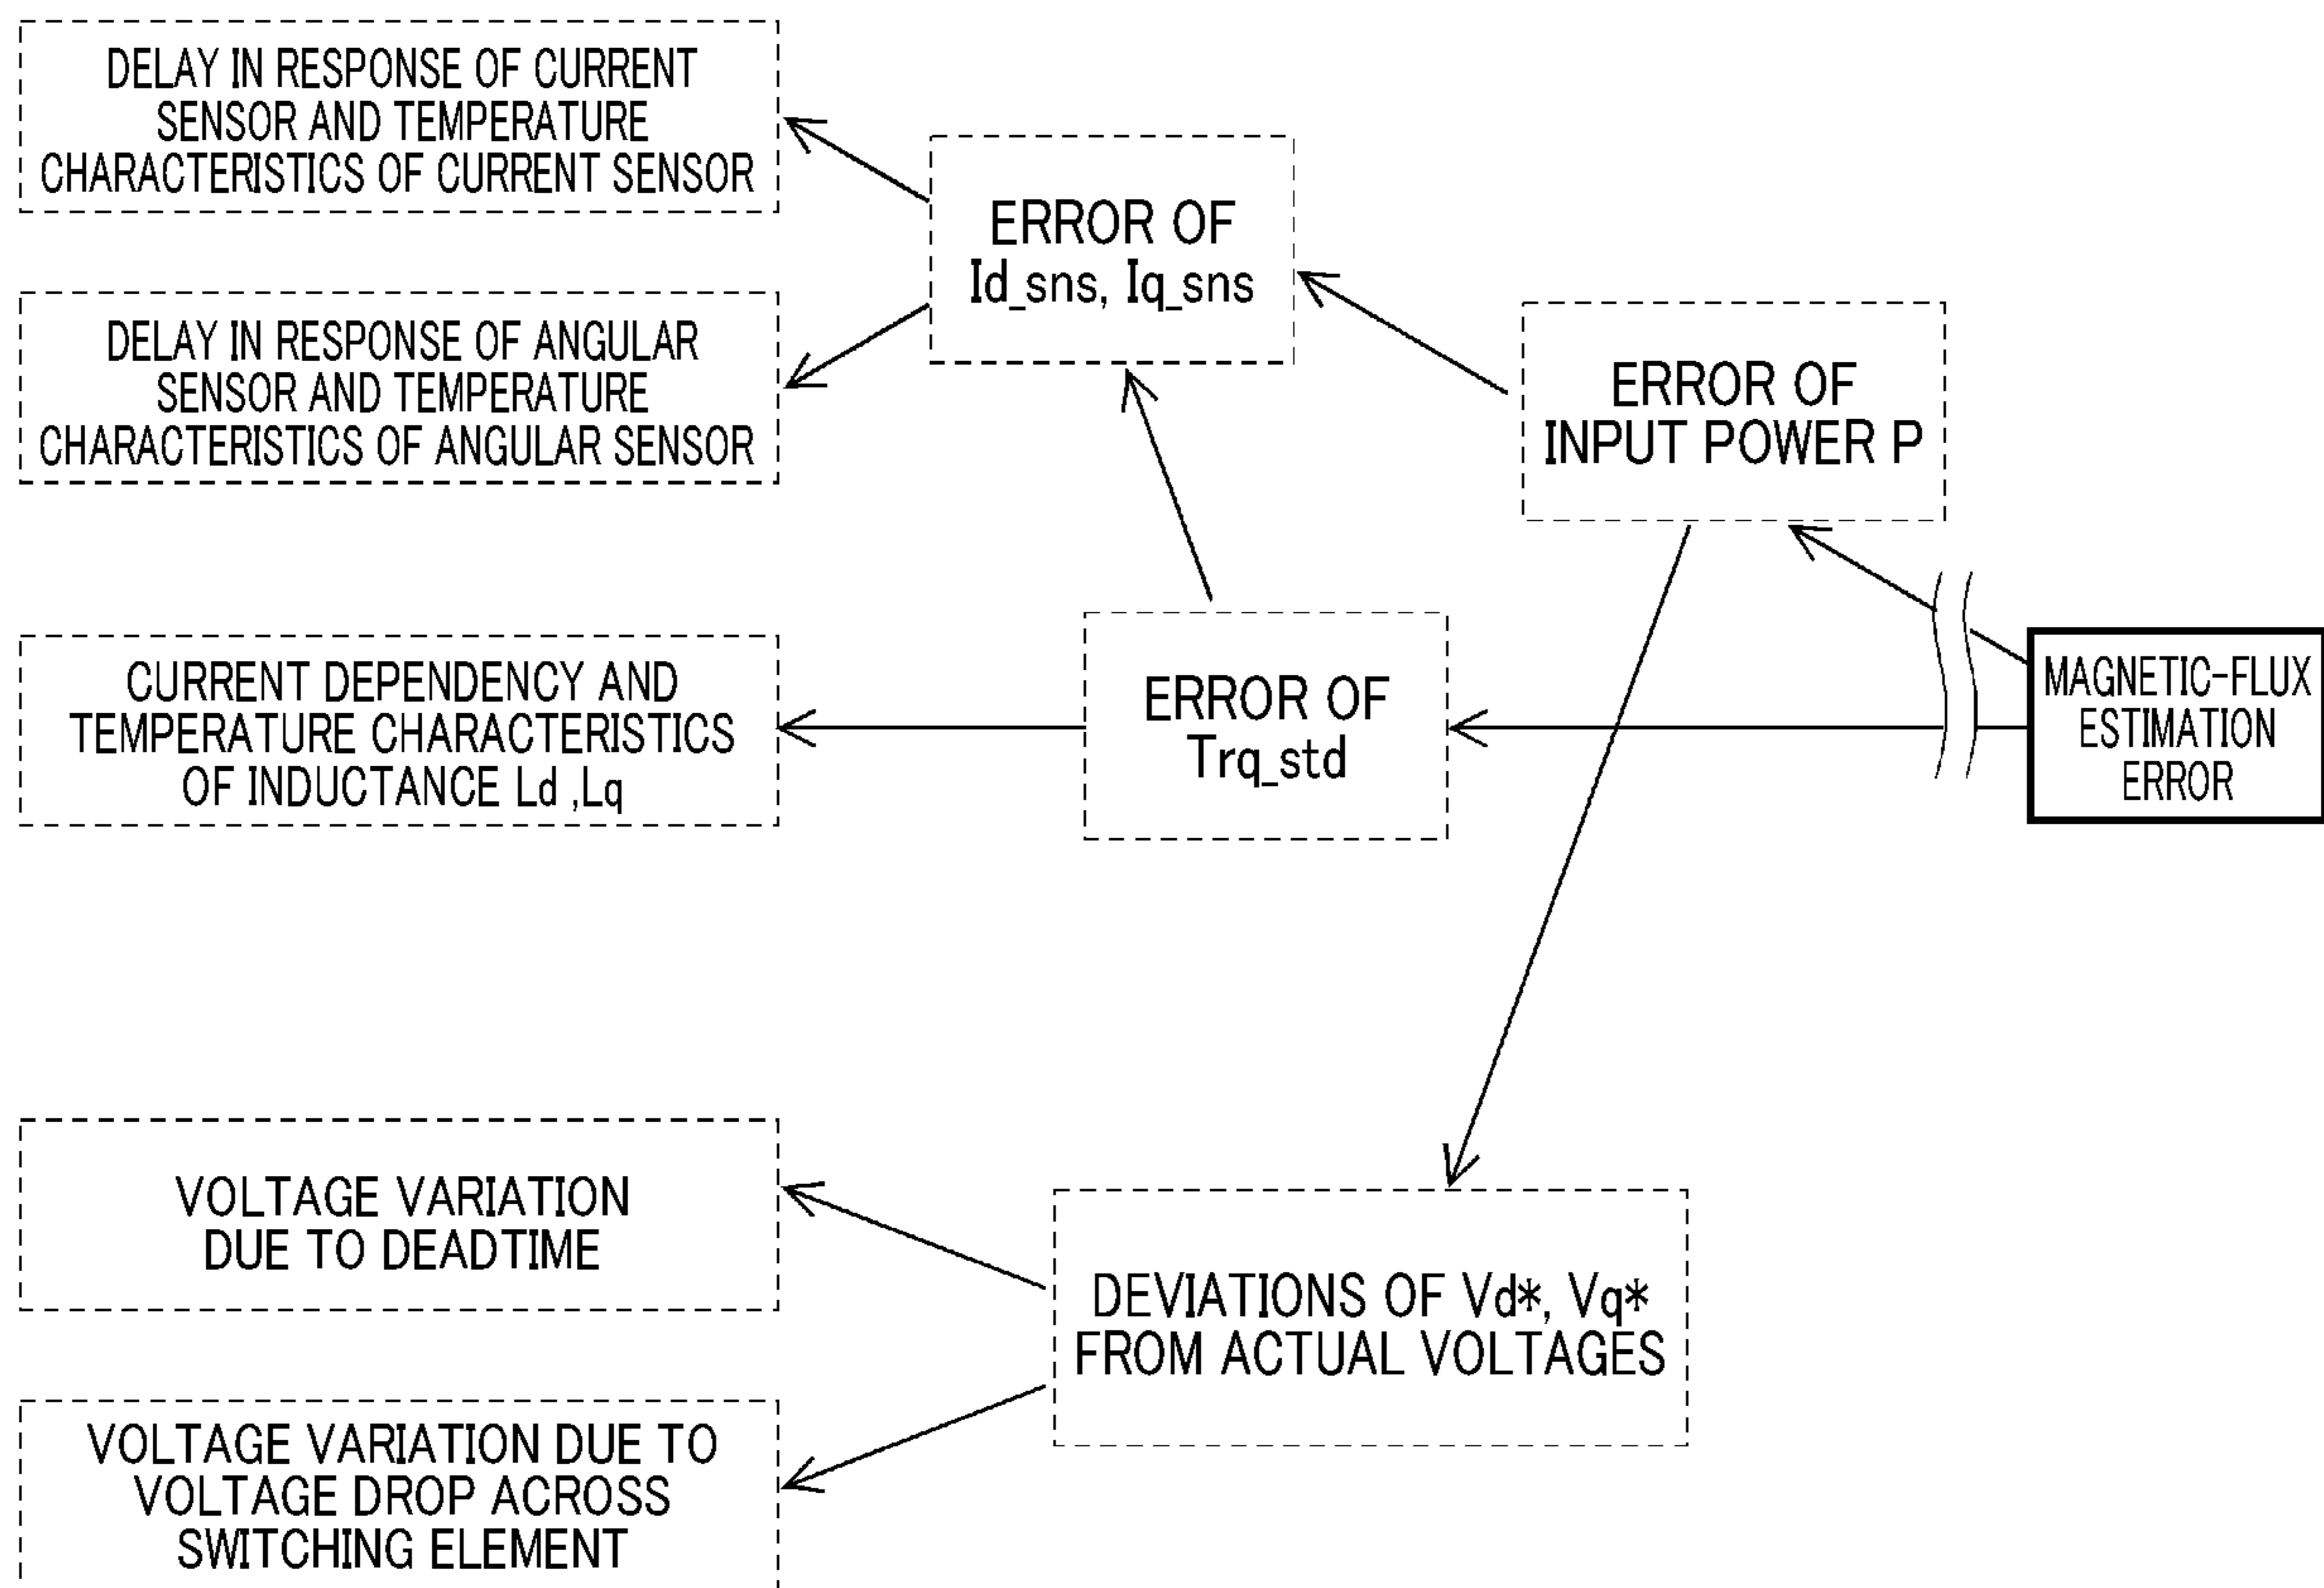 DELAY IN RESPONSE OF CURRENT
SENSOR AND TEMPERATURE
CHARACTERISTICS OF CURRENT SENSOR
ERROR OF
Id_sns, Iq_sns
DELAY IN RESPONSE OF ANGULAR
SENSOR AND TEMPERATURE
CHARACTERISTICS OF ANGULAR SENSOR
ERROR OF
INPUT POWER P
CURRENT DEPENDENCY AND
TEMPERATURE CHARACTERISTICS
OF INDUCTANCE Ld ,Lq
ERROR OF
Trq_std
MAGNETIC-FLUX
ESTIMATION
ERROR
VOLTAGE VARIATION
DUE TO DEADTIME
DEVIATIONS OF Vd*, Vq*
FROM ACTUAL VOLTAGES
VOLTAGE VARIATION DUE TO
VOLTAGE DROP ACROSS
SWITCHING ELEMENT